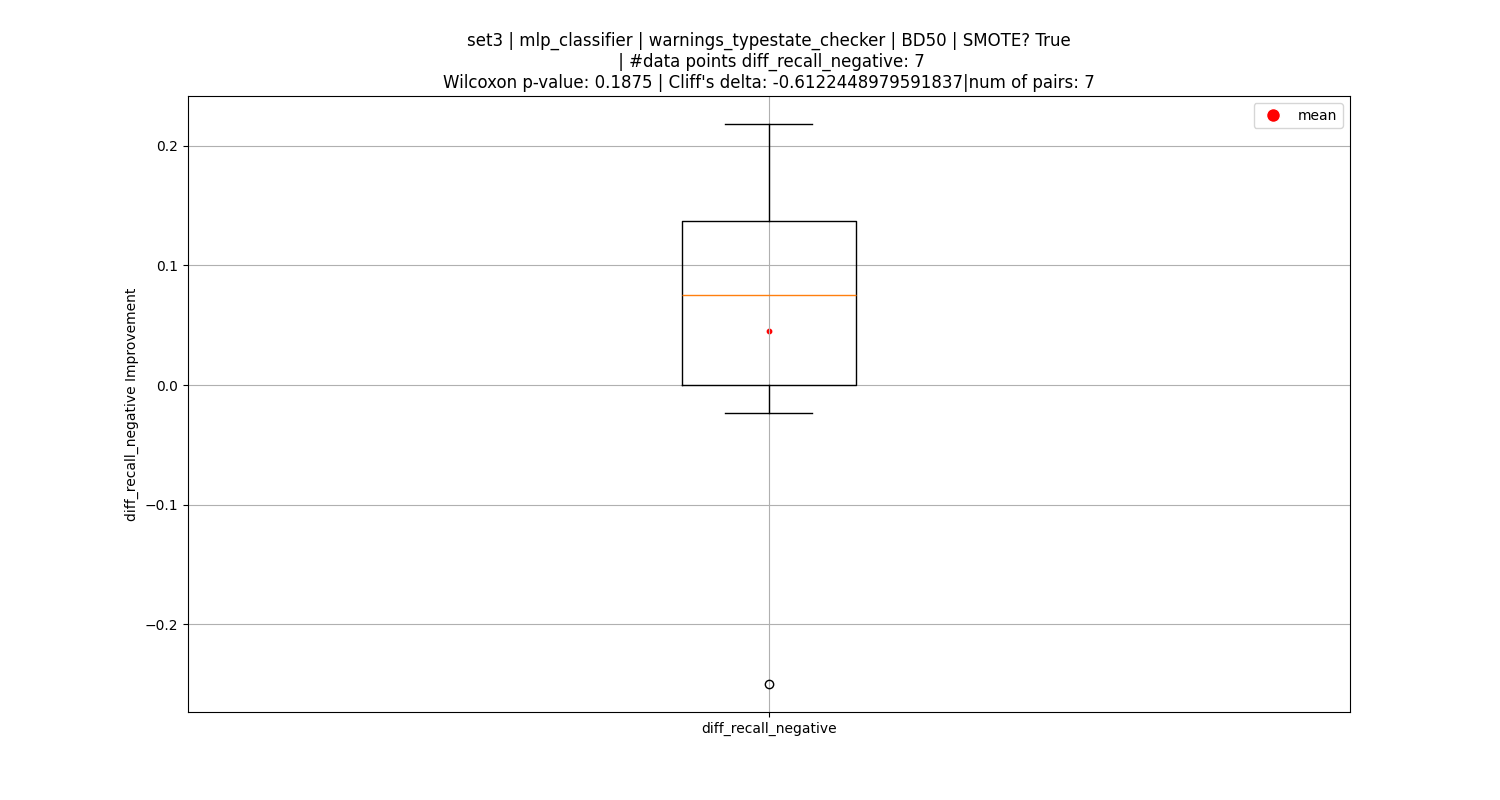 set3 | mlp_classifier | warnings_typestate_checker | BD50 | SMOTE? True
| #data points diff_recall_negative: 7
Wilcoxon p-value: 0.1875 | Cliff's delta: -0.6122448979591837|num of pairs: 7
mean
0.2
0.1
0.0
−0.1
−0.2
diff_recall_negative Improvement
diff_recall_negative